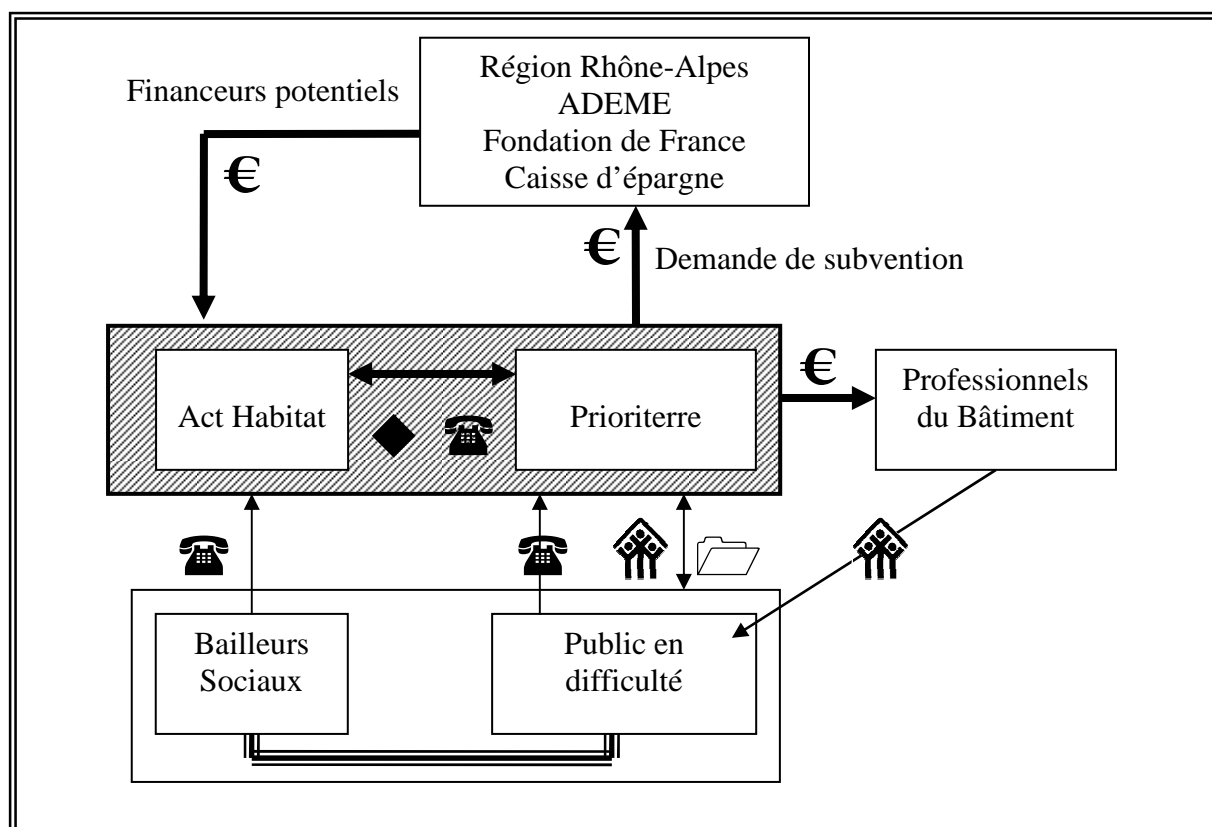 Région Rhône-Alpes
ADEME
Fondation de France
Caisse d'épargne
Financeurs potentiels
€
€
Demande de subvention
Act Habitat
Prioriterre
€
Professionnels
du Bâtiment
Bailleurs
Sociaux
Public en
difficulté